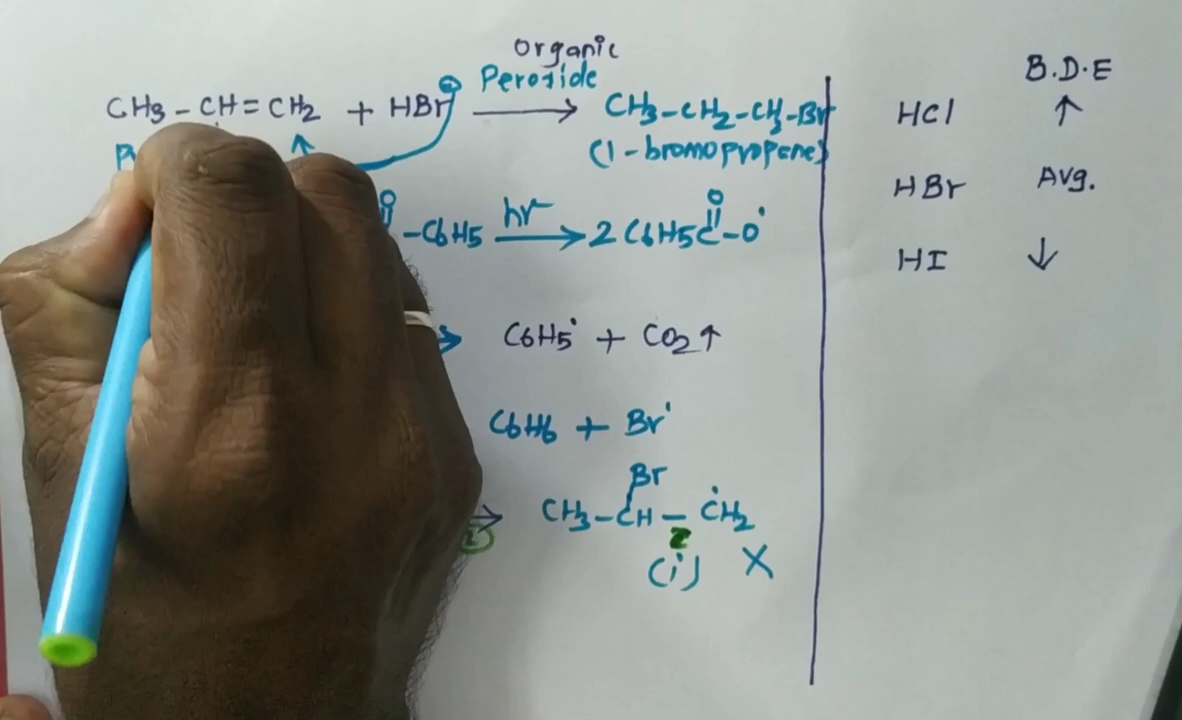 Organic
Peroxide
CH3-CH=CH2 + HBr ⟶ CH3-CH2-CH2-Br
(1-bromopropene)
O O
-C6H5 hν ⟶ 2 C6H5C-O•
→ C6H5• + CO2↑
C6H6 + Br•
Br
→ CH3-CH-ĊH2
2
(i) X
B.D.E
HCl ↑
HBr Avg.
HI ↓